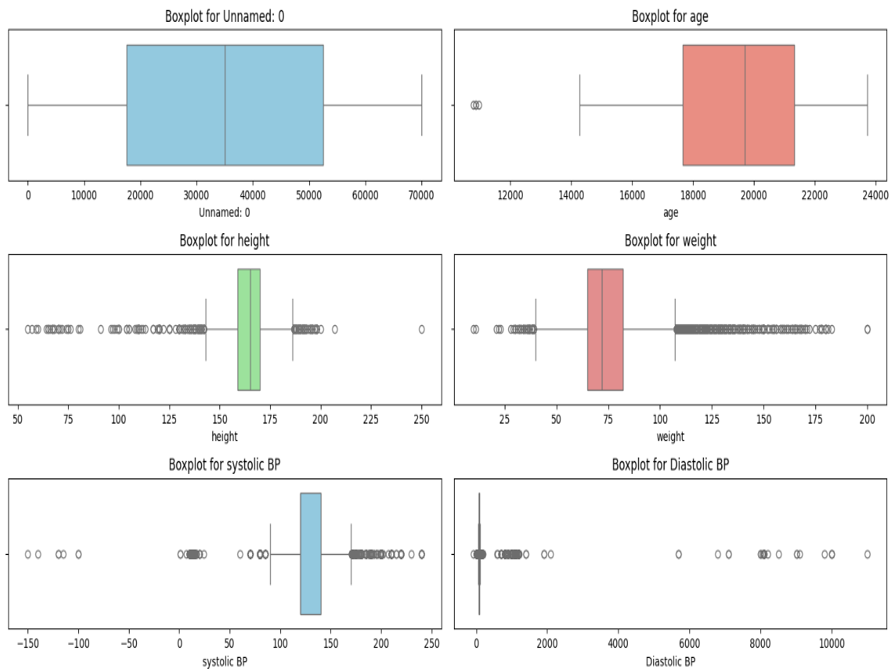 Boxplot for Unnamed: 0
0 10000 20000 30000 40000 50000 60000 70000
Unnamed: 0
Boxplot for age
12000 14000 16000 18000 20000 22000 24000
age
Boxplot for height
50 75 100 125 150 175 200 225 250
height
Boxplot for weight
25 50 75 100 125 150 175 200
weight
Boxplot for systolic BP
−150 −100 −50 0 50 100 150 200 250
systolic BP
Boxplot for Diastolic BP
0 2000 4000 6000 8000 10000
Diastolic BP